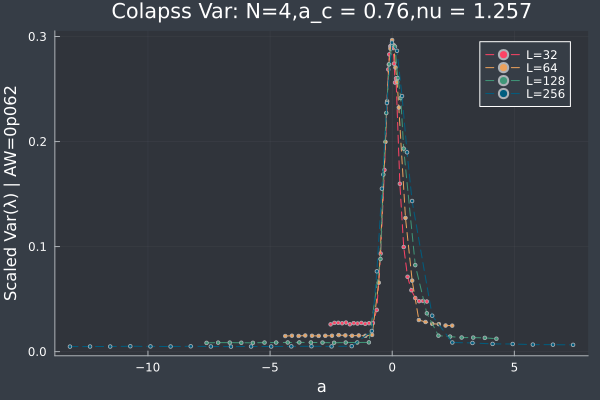 Colapss Var: N=4,a_c = 0.76,nu = 1.257
Scaled Var(λ) | AW=0p062
0.3
0.2
0.1
0.0
L=32
L=64
L=128
L=256
−10
−5
0
5
a